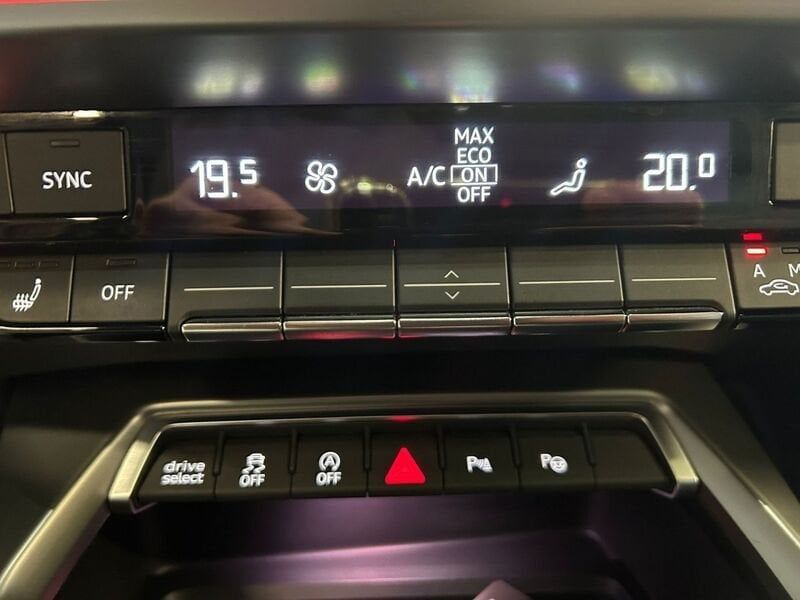 SYNC
19.5
A/C
MAX
ECO
ON
OFF
20.0
OFF
A M
drive
select
OFF
A
OFF
P
P